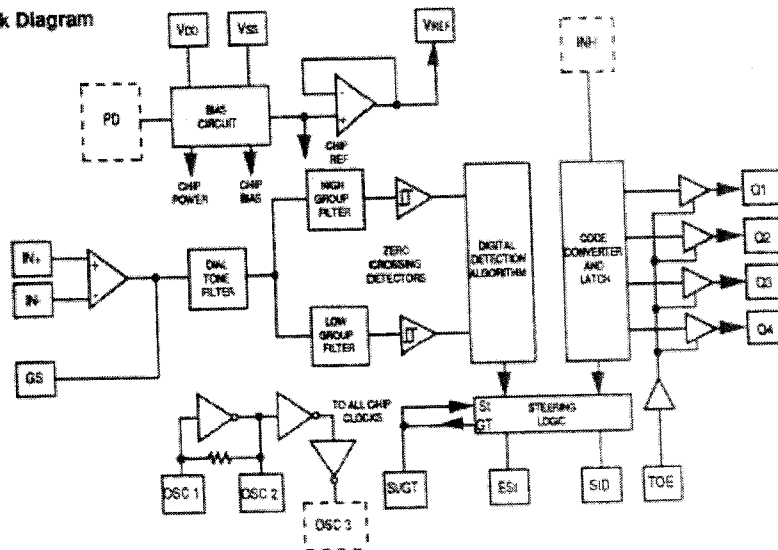 k Diagram
VDD
VSS
VREF
INH
PD
BIAS
CIRCUIT
CHIP
POWER
CHIP
BIAS
CHIP
REF
HIGH
GROUP
FILTER
IN+
IN-
DIAL
TONE
FILTER
ZERO
CROSSING
DETECTORS
DIGITAL
DETECTION
ALGORITHM
CODE
CONVERTER
AND
LATCH
Q1
Q2
Q3
Q4
LOW
GROUP
FILTER
GS
TO ALL CHIP
CLOCKS
St
GT
STEERING
LOGIC
OSC 1
OSC 2
OSC 3
St/GT
ESt
StD
TOE